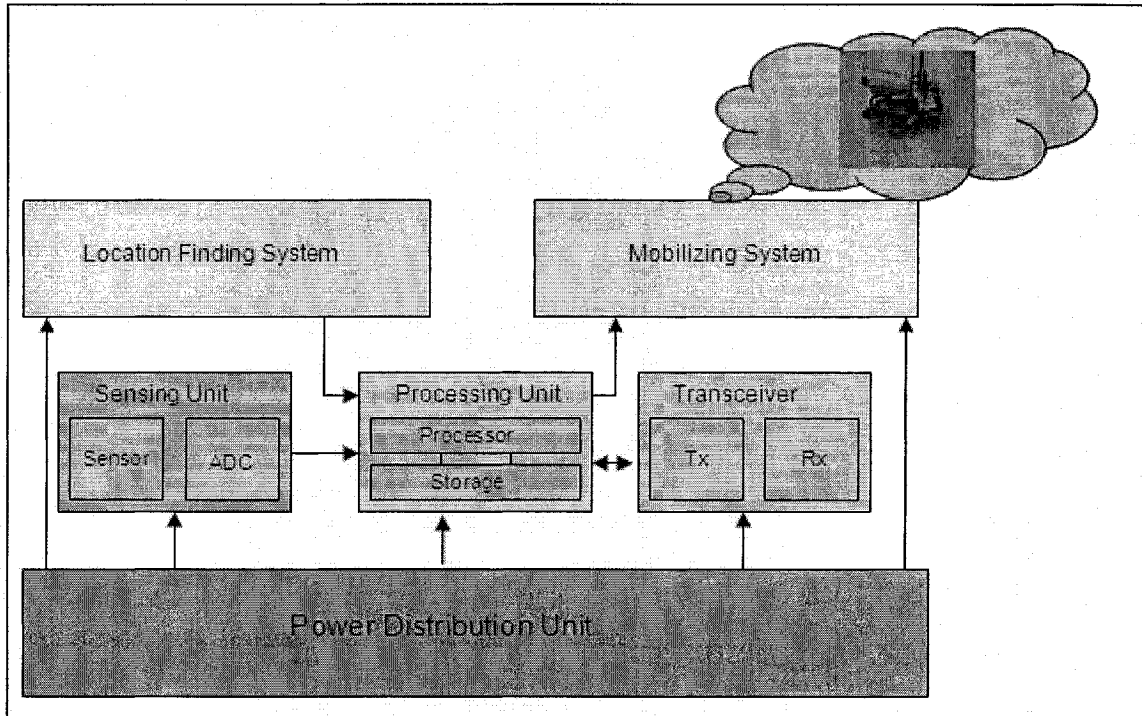 Location Finding System
Mobilizing System
Sensing Unit
Sensor
ADC
Processing Unit
Processor
Storage
Transceiver
Tx
Rx
Power Distribution Unit